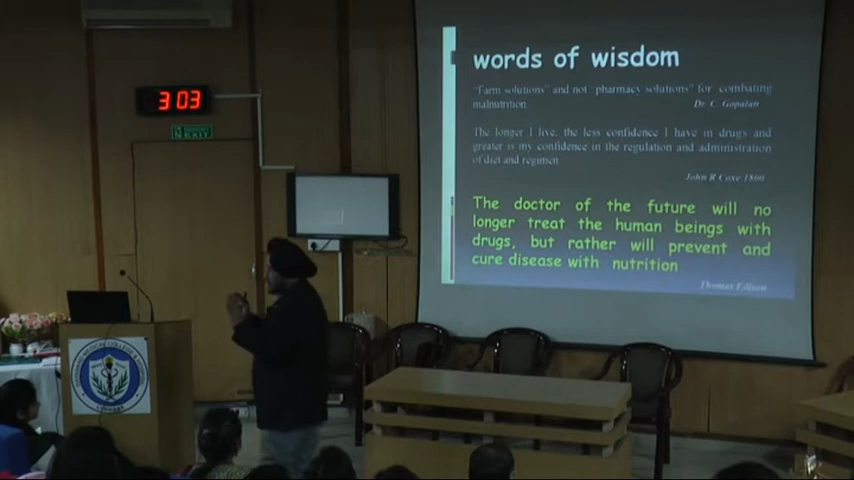 words of wisdom
"Farm solutions" and not "pharmacy solutions" for combating
malnutrition
Dr. C. Gopalan
The longer I live, the less confidence I have in drugs and
greater is my confidence in the regulation and administration
of diet and regimen
John R Coxe 1800
The doctor of the future will no
longer treat the human beings with
drugs, but rather will prevent and
cure disease with nutrition
Thomas Edison
3 03
EXIT
MEDICAL COLLEGE &